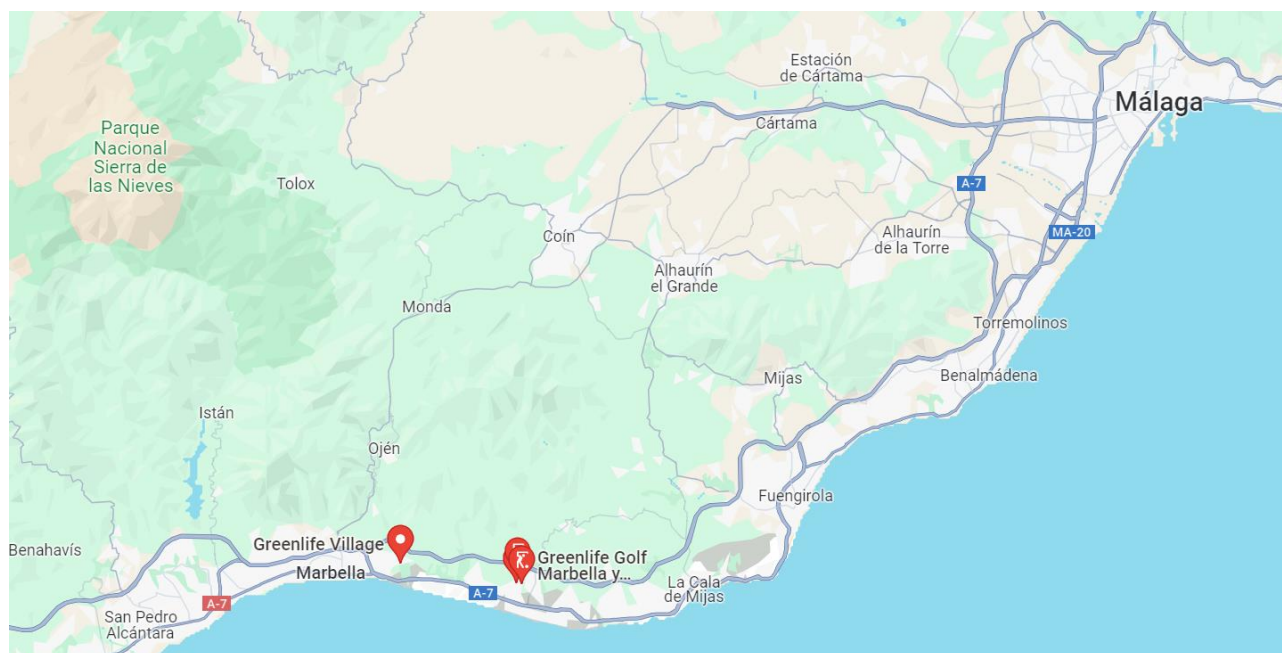 Estación
de Cártama
Málaga
Cártama
Parque
Nacional
Sierra de
las Nieves
Tolox
A-7
MA-20
Alhaurín
de la Torre
Coín
Alhaurín
el Grande
Monda
Torremolinos
Mijas
Benalmádena
Istán
Ojén
Fuengirola
Benahavís
Greenlife Village
Greenlife Golf
Marbella y...
Marbella
La Cala
de Mijas
A-7
A-7
San Pedro
Alcántara